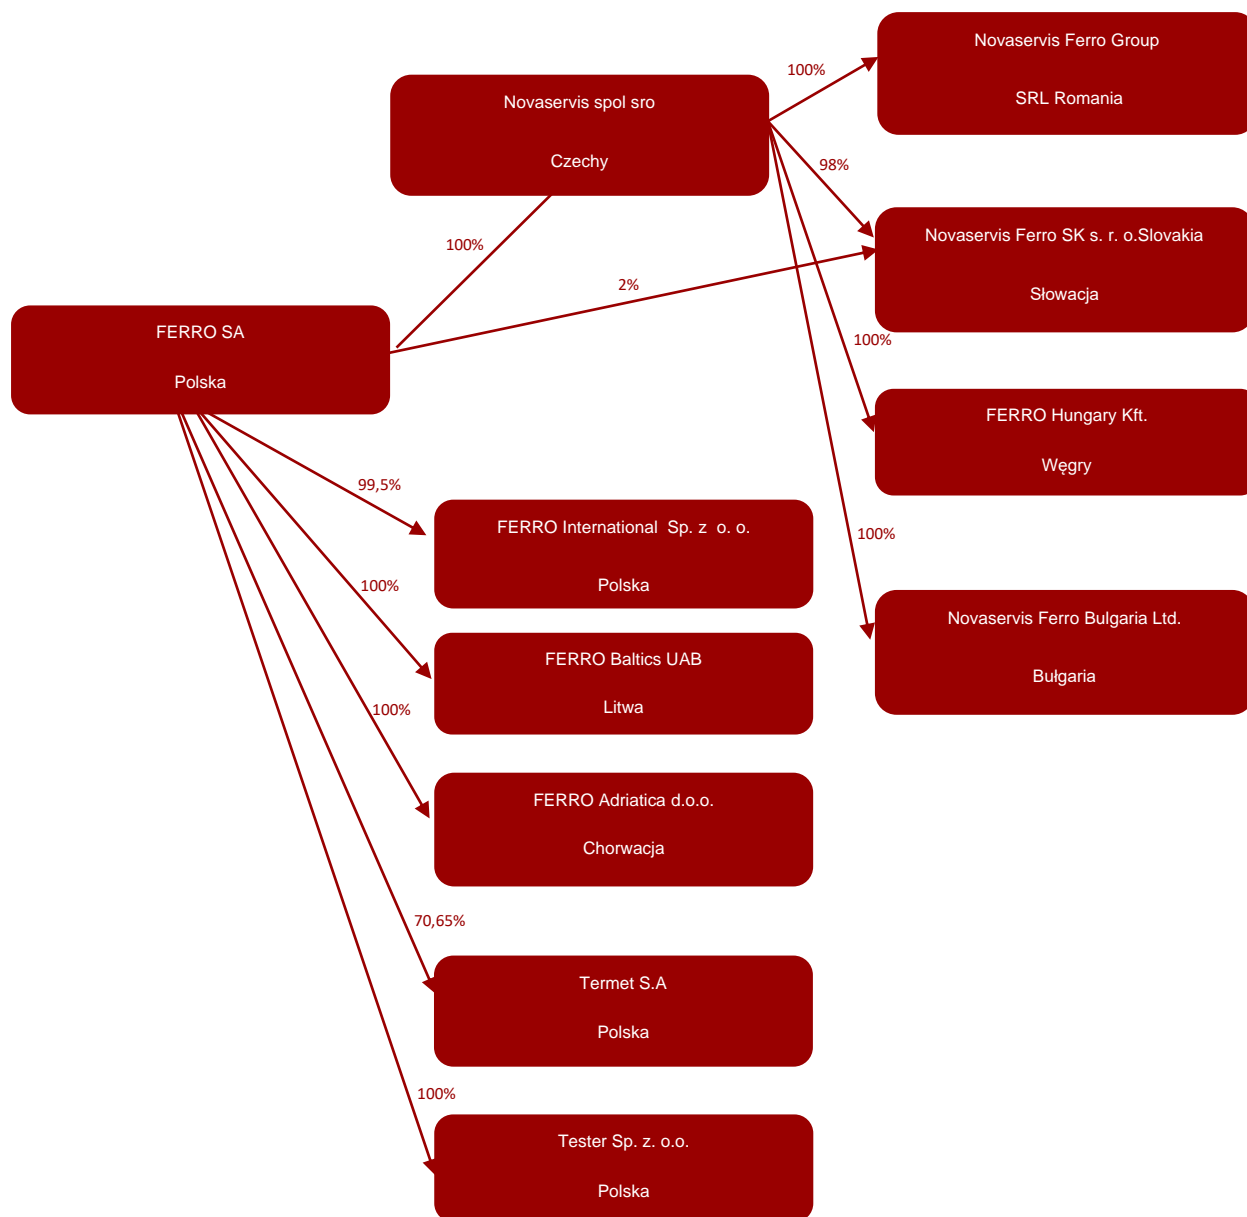 Novaservis Ferro Group
SRL Romania
100%
Novaservis spol sro
Czechy
98%
100%
Novaservis Ferro SK s. r. o.Slovakia
Słowacja
2%
FERRO SA
Polska
100%
FERRO Hungary Kft.
Węgry
99,5%
FERRO International  Sp. z  o. o.
Polska
100%
100%
Novaservis Ferro Bulgaria Ltd.
Bułgaria
FERRO Baltics UAB
Litwa
100%
FERRO Adriatica d.o.o.
Chorwacja
70,65%
Termet S.A
Polska
100%
Tester Sp. z. o.o.
Polska